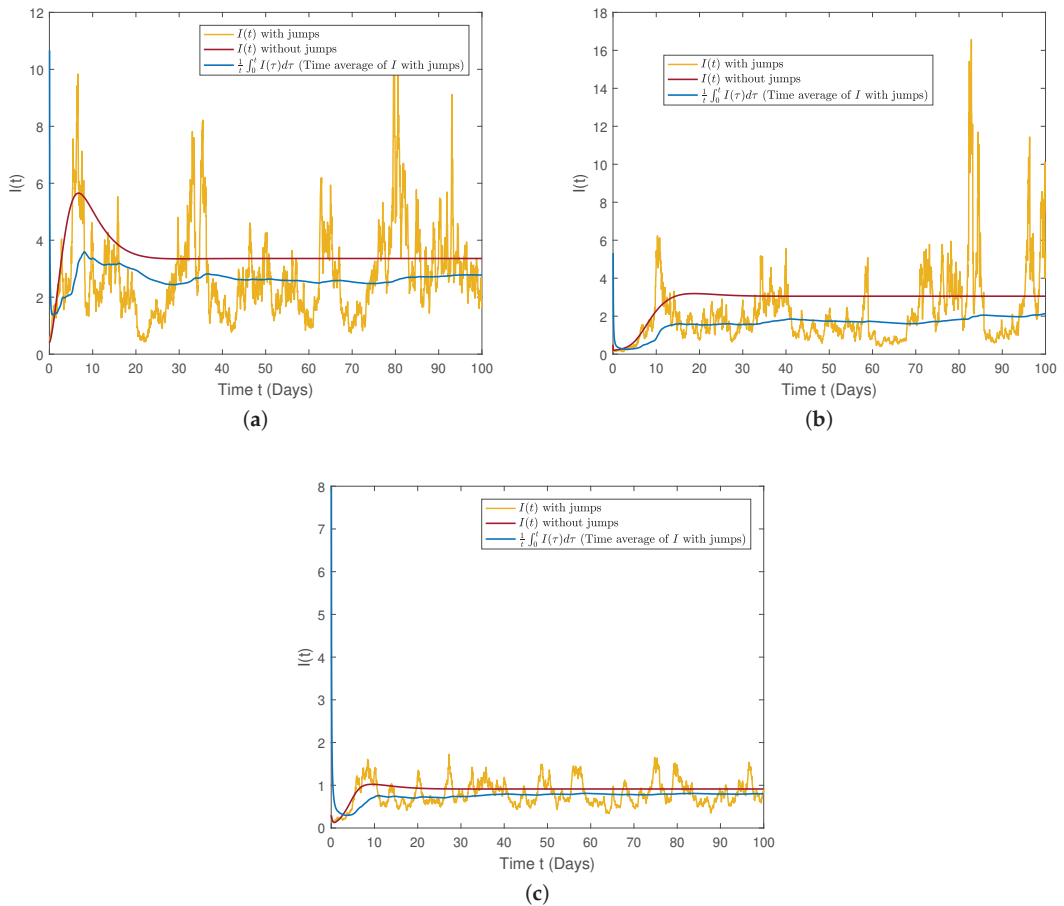 12
10
8
6
4
2
0
I(t)
I(t) with jumps
I(t) without jumps
1/t ∫₀ᵗ I(τ)dτ (Time average of I with jumps)
0 10 20 30 40 50 60 70 80 90 100
Time t (Days)
(a)
18
16
14
12
10
8
6
4
2
0
I(t)
I(t) with jumps
I(t) without jumps
1/t ∫₀ᵗ I(τ)dτ (Time average of I with jumps)
0 10 20 30 40 50 60 70 80 90 100
Time t (Days)
(b)
8
7
6
5
4
3
2
1
0
I(t)
I(t) with jumps
I(t) without jumps
1/t ∫₀ᵗ I(τ)dτ (Time average of I with jumps)
0 10 20 30 40 50 60 70 80 90 100
Time t (Days)
(c)